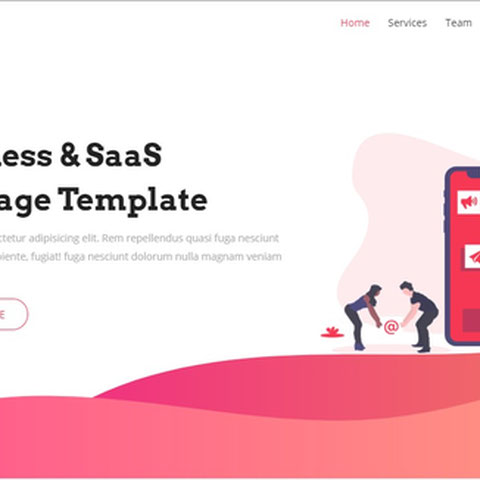 Home Services Team
ess & SaaS
age Template
ctetur adipisicing elit. Rem repellendus quasi fuga nesciunt
piente, fugiat! fuga nesciunt dolorum nulla magnam veniam
E
@